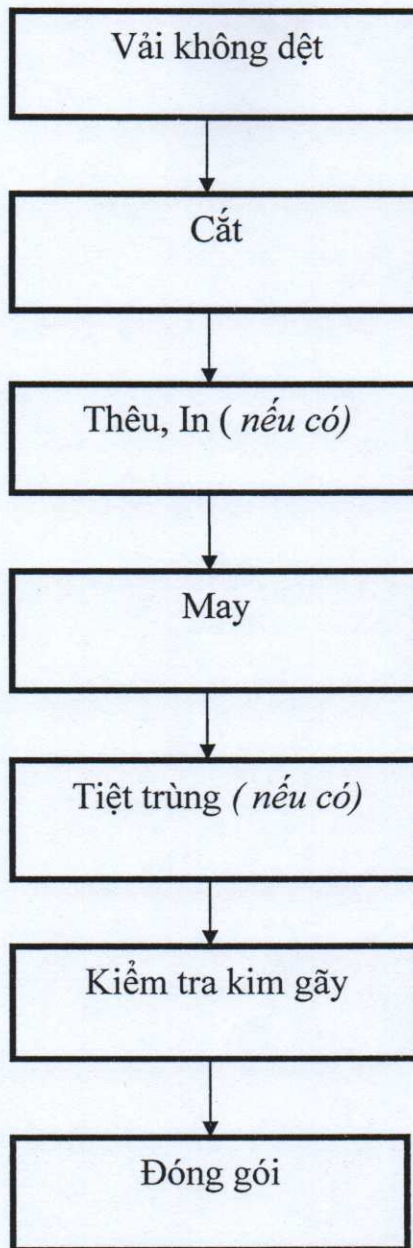 Vải không dệt
Cắt
Thêu, In ( nếu có)
May
Tiệt trùng ( nếu có)
Kiểm tra kim gãy
Đóng gói